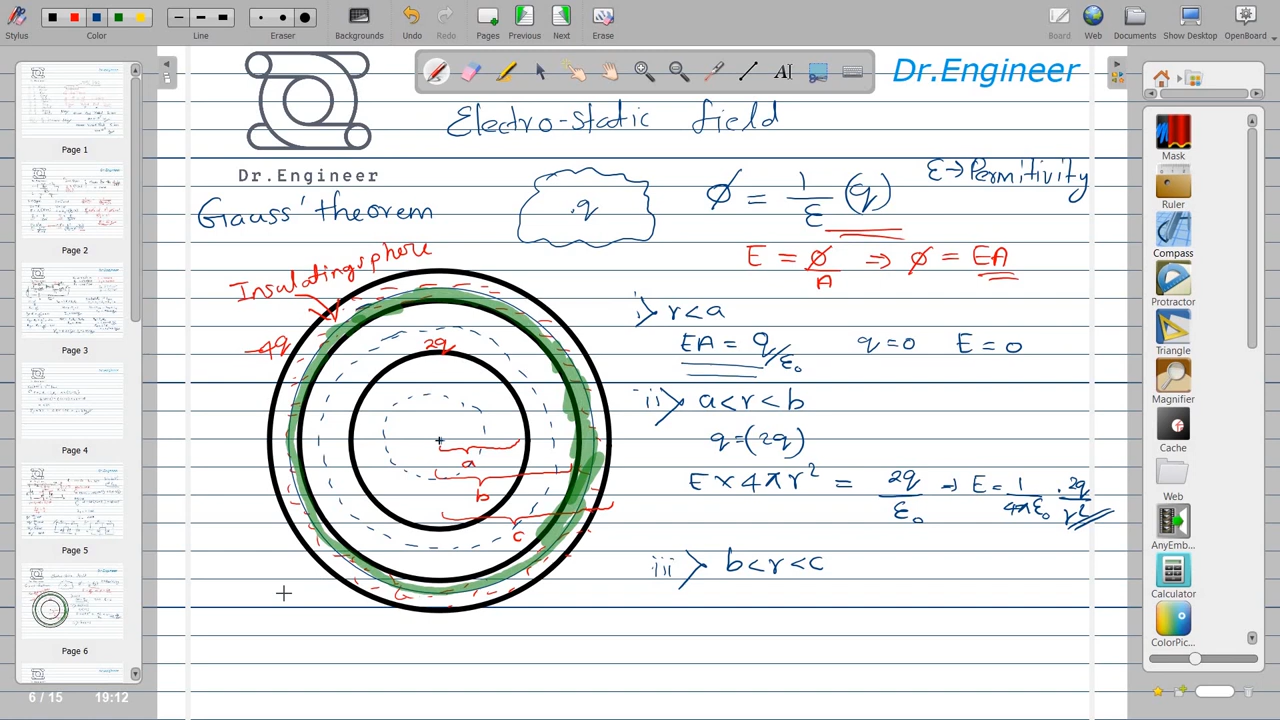 Stylus
Color
Line
Eraser
Backgrounds
Undo
Redo
Pages
Previous
Next
Erase
Board
Web
Documents
Show Desktop
OpenBoard
Dr.Engineer
Electro-static field
Dr.Engineer
Gauss' theorem
.q
ϕ = 1/ε (q)
ε→Permitivity
E = ϕ/A ⇒ ϕ = EA
Insulating sphere
-4q
2q
a
b
c
i> r<a
EA = q/ε₀ q=0 E=0
ii> a<r<b
q=(2q)
E×4πr² = 2q/ε₀ ⇒ E=1/4πε₀ . 2q/r²
iii> b<r<c
Page 1
Page 2
Page 3
Page 4
Page 5
Page 6
6 / 15 19:12
Mask
Ruler
Compass
Protractor
Triangle
Magnifier
Cache
Web
AnyEmb...
Calculator
ColorPic...